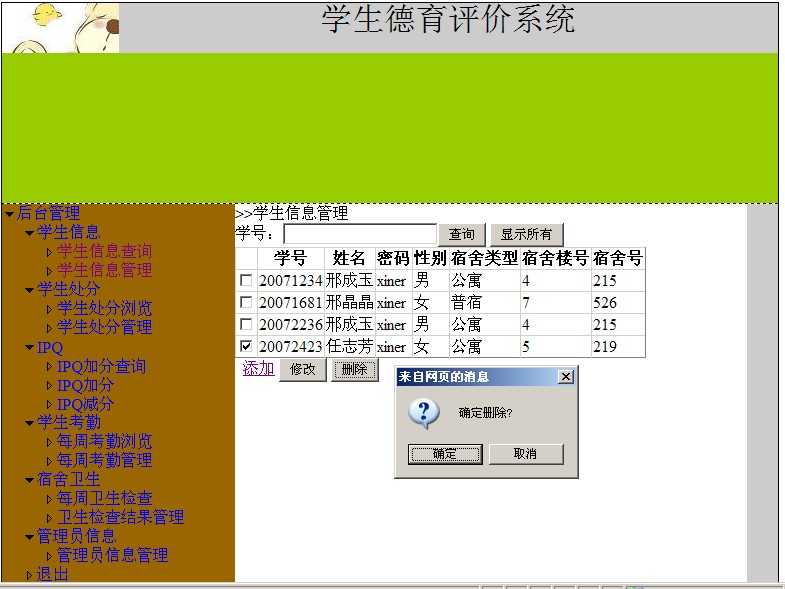 学生德育评价系统
后台管理
学生信息
学生信息查询
学生信息管理
学生处分
学生处分浏览
学生处分管理
IPQ
IPQ加分查询
IPQ加分
IPQ减分
学生考勤
每周考勤浏览
每周考勤管理
宿舍卫生
每周卫生检查
卫生检查结果管理
管理员信息
管理员信息管理
退出
>>学生信息管理
学号： 查询 显示所有
学号 姓名 密码 性别 宿舍类型 宿舍楼号 宿舍号
20071234 邢成玉 xiner 男 公寓 4 215
20071681 邢晶晶 xiner 女 普宿 7 526
20072236 邢成玉 xiner 男 公寓 4 215
20072423 任志芳 xiner 女 公寓 5 219
添加 修改 删除
来自网页的消息
确定删除?
确定 取消